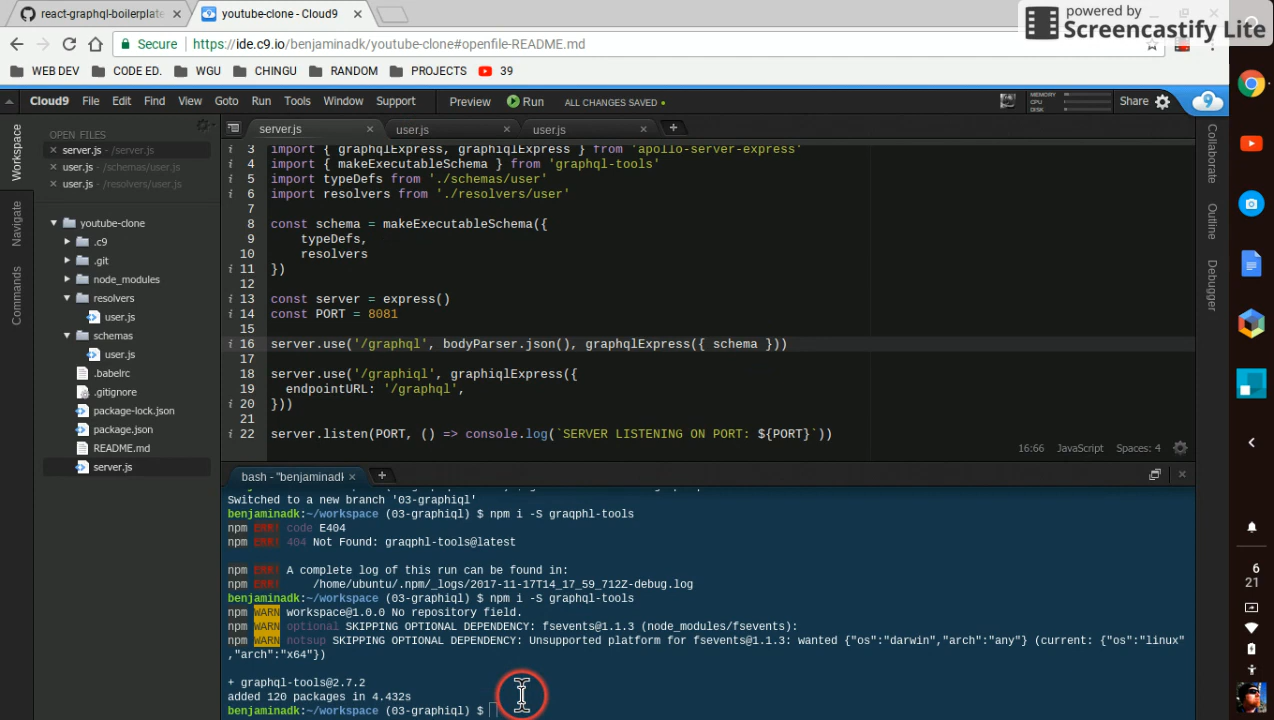 react-graphql-boilerplat
youtube-clone - Cloud9
powered by
Screencastify Lite
Secure
https://ide.c9.io/benjaminadk/youtube-clone#openfile-README.md
WEB DEV
CODE ED.
WGU
CHINGU
RANDOM
PROJECTS
39
Cloud9 File Edit Find View Goto Run Tools Window Support Preview Run ALL CHANGES SAVED
MEMORY
CPU
DISK
Share
Workspace
Navigate
Commands
OPEN FILES
server.js - /server.js
user.js - /schemas/user.js
user.js - /resolvers/user.js
youtube-clone
.c9
.git
node_modules
resolvers
user.js
schemas
user.js
.babelrc
.gitignore
package-lock.json
package.json
README.md
server.js
server.js
user.js
user.js
3 import { graphqlExpress, graphiqlExpress } from 'apollo-server-express'
4 import { makeExecutableSchema } from 'graphql-tools'
5 import typeDefs from './schemas/user'
6 import resolvers from './resolvers/user'
7
8 const schema = makeExecutableSchema({
9 typeDefs,
10 resolvers
11 })
12
13 const server = express()
14 const PORT = 8081
15
16 server.use('/graphql', bodyParser.json(), graphqlExpress({ schema }))
17
18 server.use('/graphiql', graphiqlExpress({
19 endpointURL: '/graphql',
20 }))
21
22 server.listen(PORT, () => console.log(`SERVER LISTENING ON PORT: ${PORT}`))
16:66 JavaScript Spaces: 4
Collaborate
Outline
Debugger
bash - "benjaminadk
Switched to a new branch '03-graphiql'
benjaminadk:~/workspace (03-graphiql) $ npm i -S graqphl-tools
npm ERR! code E404
npm ERR! 404 Not Found: graqphl-tools@latest
npm ERR! A complete log of this run can be found in:
npm ERR! /home/ubuntu/.npm/_logs/2017-11-17T14_17_59_712Z-debug.log
benjaminadk:~/workspace (03-graphiql) $ npm i -S graphql-tools
npm WARN workspace@1.0.0 No repository field.
npm WARN optional SKIPPING OPTIONAL DEPENDENCY: fsevents@1.1.3 (node_modules/fsevents):
npm WARN notsup SKIPPING OPTIONAL DEPENDENCY: Unsupported platform for fsevents@1.1.3: wanted {"os":"darwin","arch":"any"} (current: {"os":"linux"
,"arch":"x64"})
+ graphql-tools@2.7.2
added 120 packages in 4.432s
benjaminadk:~/workspace (03-graphiql) $
6
21